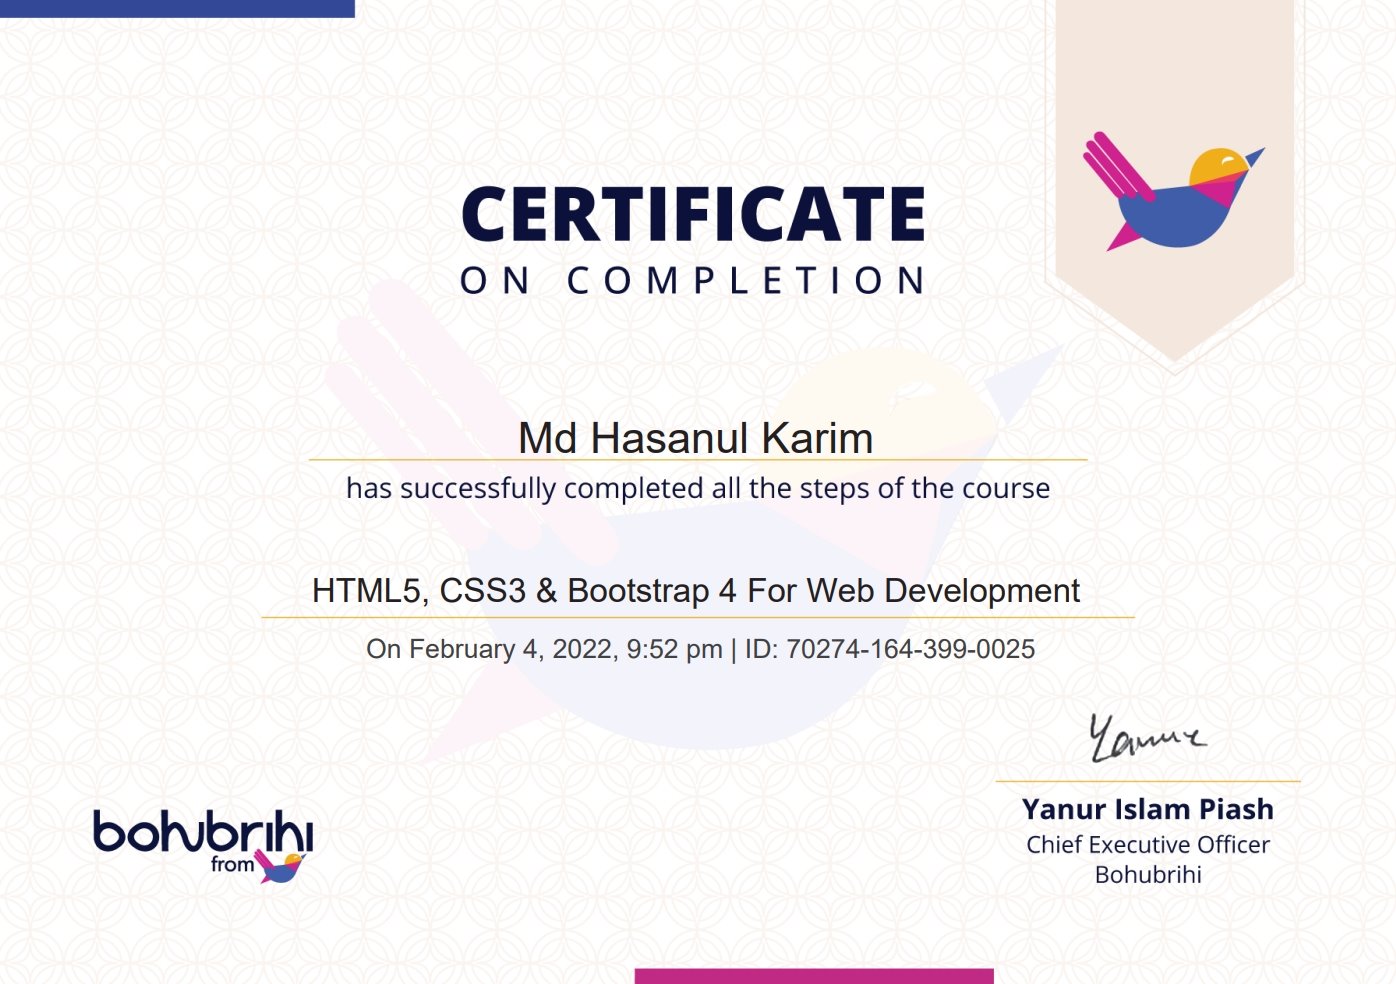 CERTIFICATE
ON COMPLETION
Md Hasanul Karim
has successfully completed all the steps of the course
HTML5, CSS3 & Bootstrap 4 For Web Development
On February 4, 2022, 9:52 pm | ID: 70274-164-399-0025
Yanur Islam Piash
Chief Executive Officer
Bohubrihi
bohubrihi
from